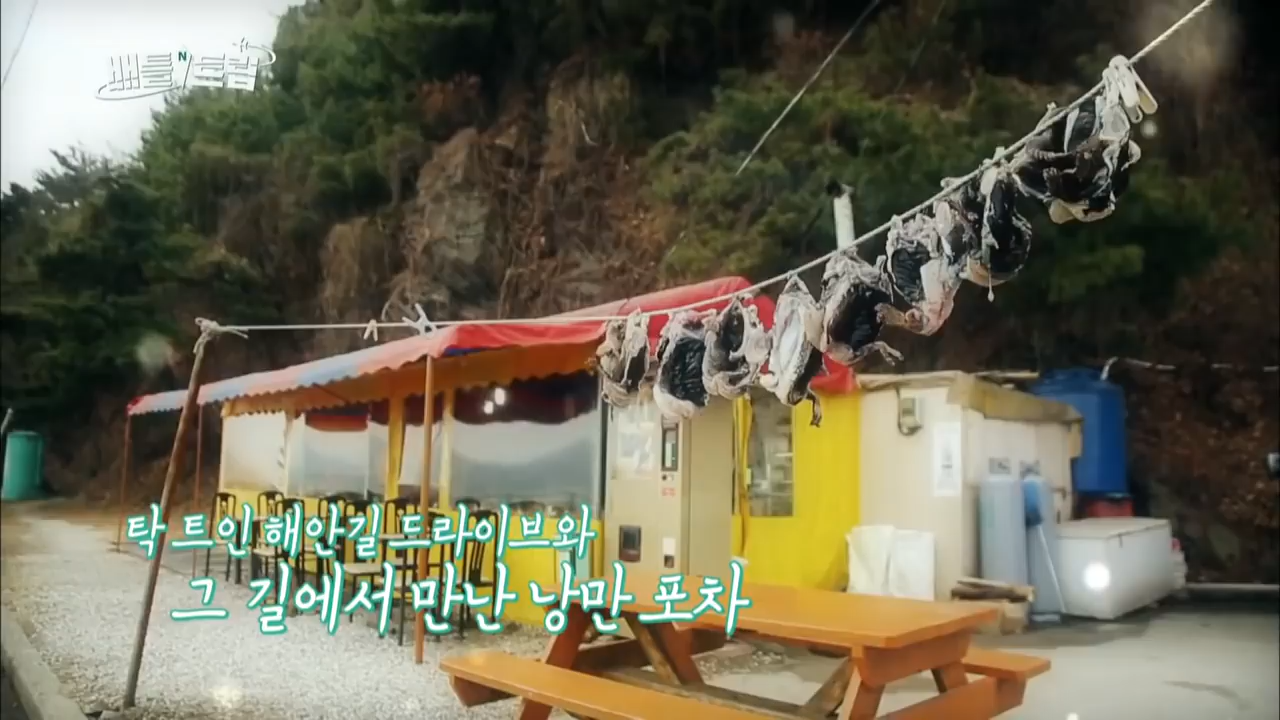 배틀N트립
탁 트인 해안길 드라이브와
그 길에서 만난 낭만 포차